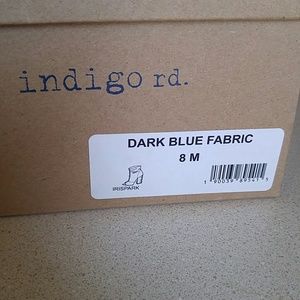 indigo rd.
DARK BLUE FABRIC
8 M
IRISPARK